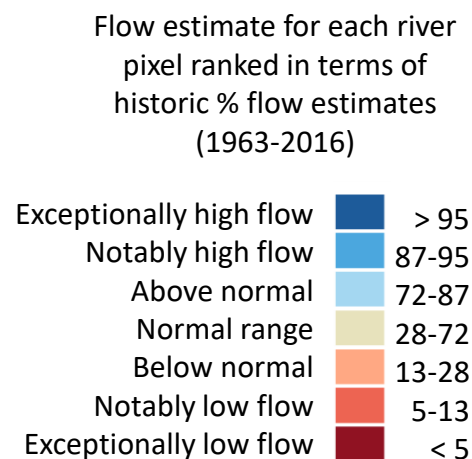 Flow estimate for each river
pixel ranked in terms of
historic % flow estimates
(1963-2016)
Exceptionally high flow > 95
Notably high flow 87-95
Above normal 72-87
Normal range 28-72
Below normal 13-28
Notably low flow 5-13
Exceptionally low flow < 5